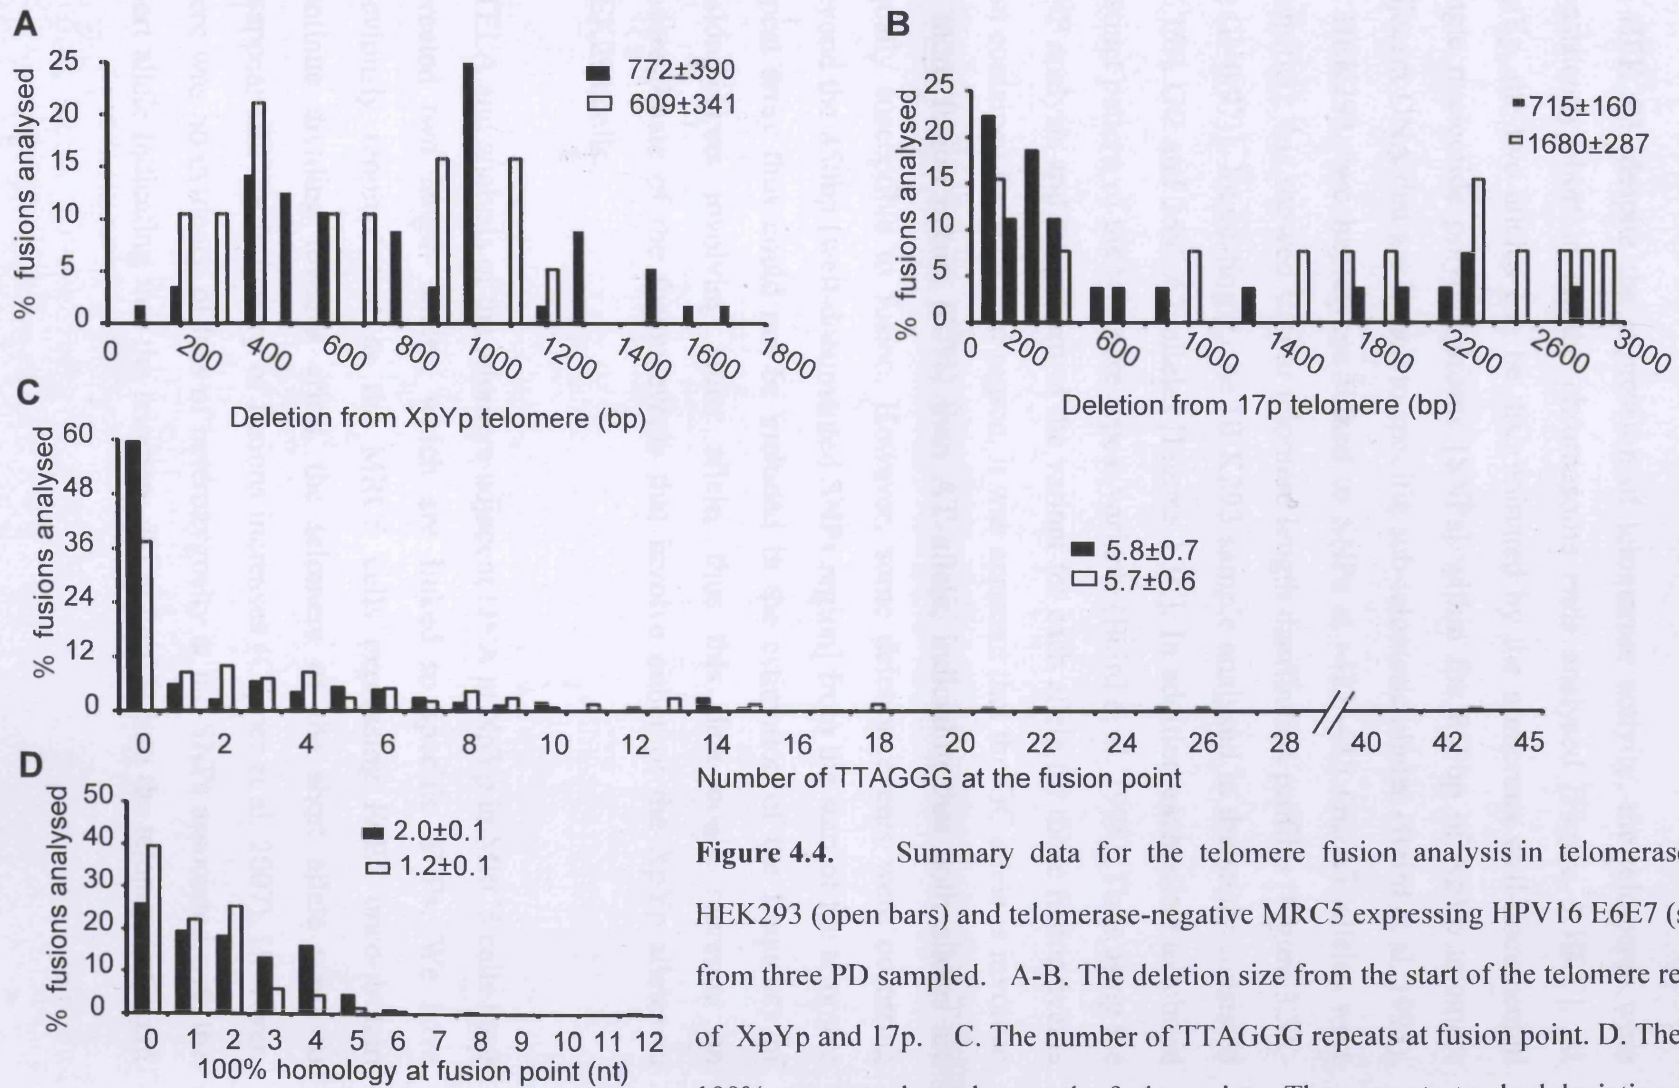 A
% fusions analysed
25
20
15
10
5
0
772±390
609±341
0 200 400 600 800 1000 1200 1400 1600 1800
Deletion from XpYp telomere (bp)
B
% fusions analysed
25
20
15
10
5
0
715±160
1680±287
0 200 600 1000 1400 1800 2200 2600 3000
Deletion from 17p telomere (bp)
C
% fusions analysed
60
48
36
24
12
0
5.8±0.7
5.7±0.6
0 2 4 6 8 10 12 14 16 18 20 22 24 26 28 40 42 45
Number of TTAGGG at the fusion point
D
% fusions analysed
50
40
30
20
10
0
2.0±0.1
1.2±0.1
0 1 2 3 4 5 6 7 8 9 10 11 12
100% homology at fusion point (nt)
Figure 4.4. Summary data for the telomere fusion analysis in telomerase
HEK293 (open bars) and telomerase-negative MRC5 expressing HPV16 E6E7 (
from three PD sampled. A-B. The deletion size from the start of the telomere re
of XpYp and 17p. C. The number of TTAGGG repeats at fusion point. D. The